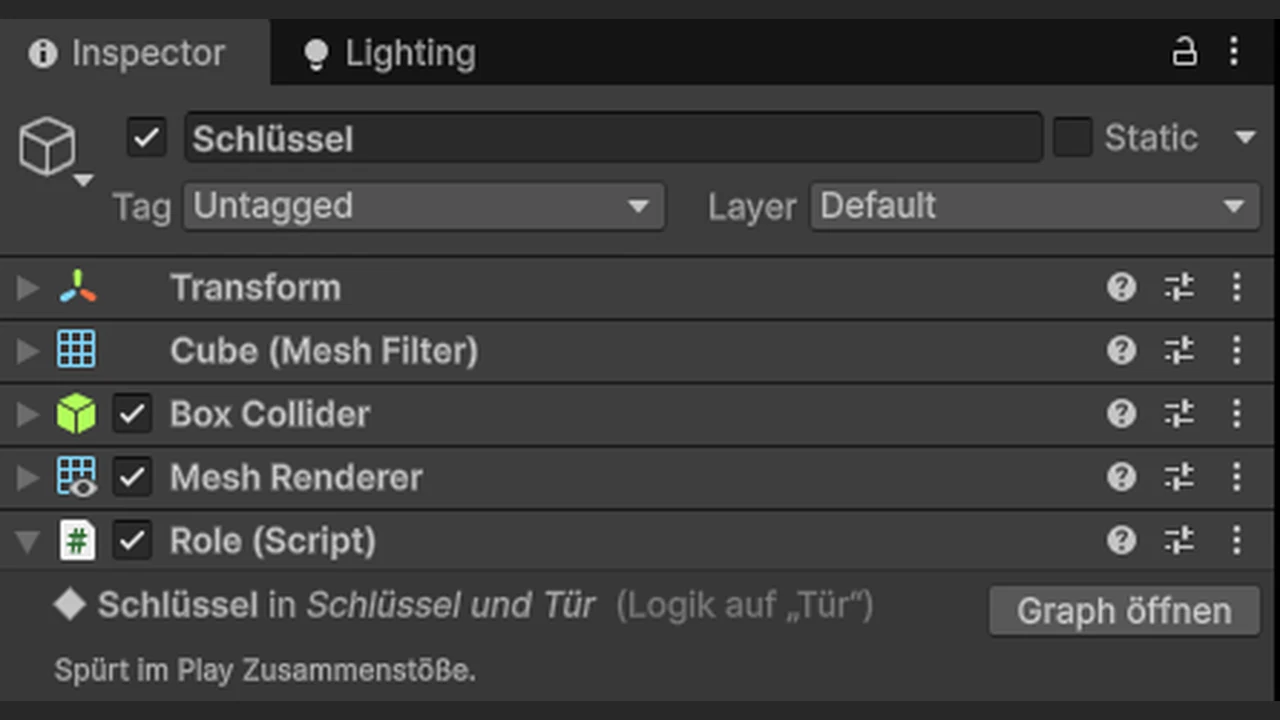 Inspector Lighting
Schlüssel Static
Tag Untagged Layer Default
Transform
Cube (Mesh Filter)
Box Collider
Mesh Renderer
# Role (Script)
Schlüssel in Schlüssel und Tür (Logik auf „Tür“) Graph öffnen
Spürt im Play Zusammenstöße.